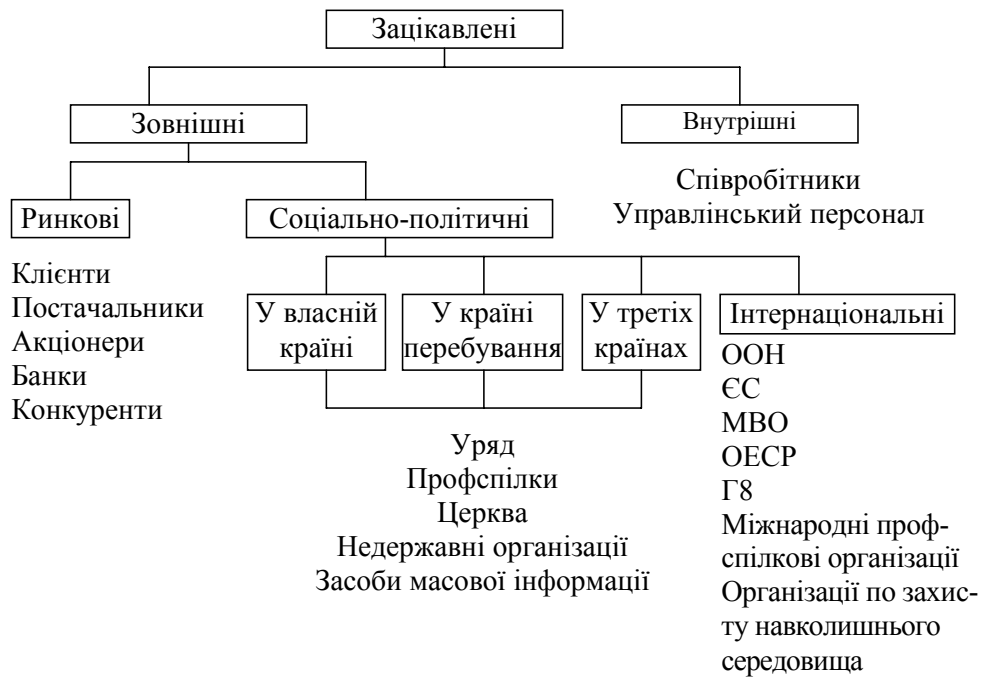 Зацікавлені
Зовнішні
Внутрішні
Співробітники
Управлінський персонал
Ринкові
Соціально-політичні
Клієнти
Постачальники
Акціонери
Банки
Конкуренти
У власній
країні
У країні
перебування
У третіх
країнах
Інтернаціональні
Уряд
Профспілки
Церква
Недержавні організації
Засоби масової інформації
ООН
ЄС
МВО
ОЕСР
Г8
Міжнародні проф-
спілкові організації
Організації по захис-
ту навколишнього
середовища